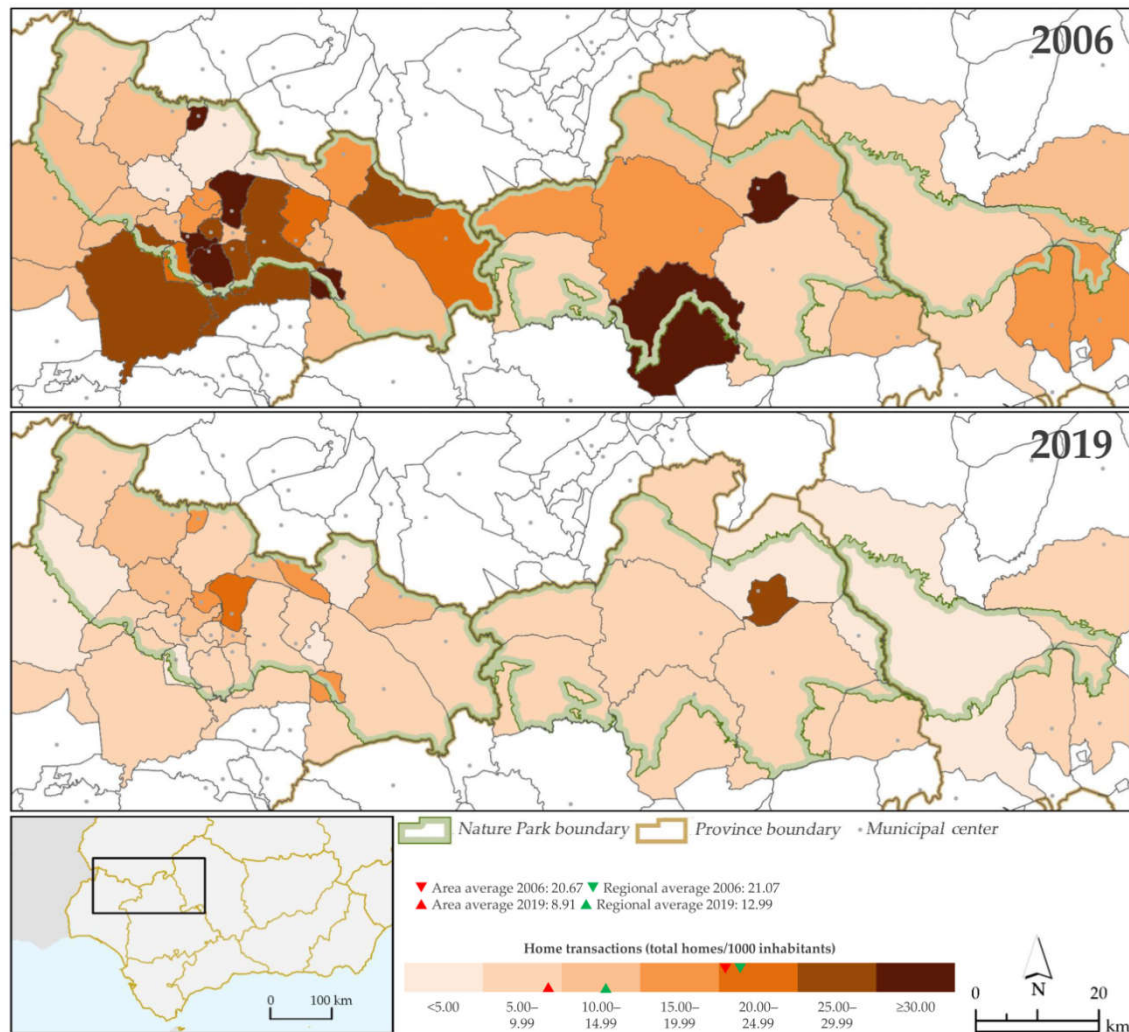 2006
2019
Nature Park boundary Province boundary Municipal center
Area average 2006: 20.67 Regional average 2006: 21.07
Area average 2019: 8.91 Regional average 2019: 12.99
Home transactions (total homes/1000 inhabitants)
<5.00 5.00– 10.00– 15.00– 20.00– 25.00– ≥30.00
9.99 14.99 19.99 24.99 29.99
0 100 km
N
0 20
km